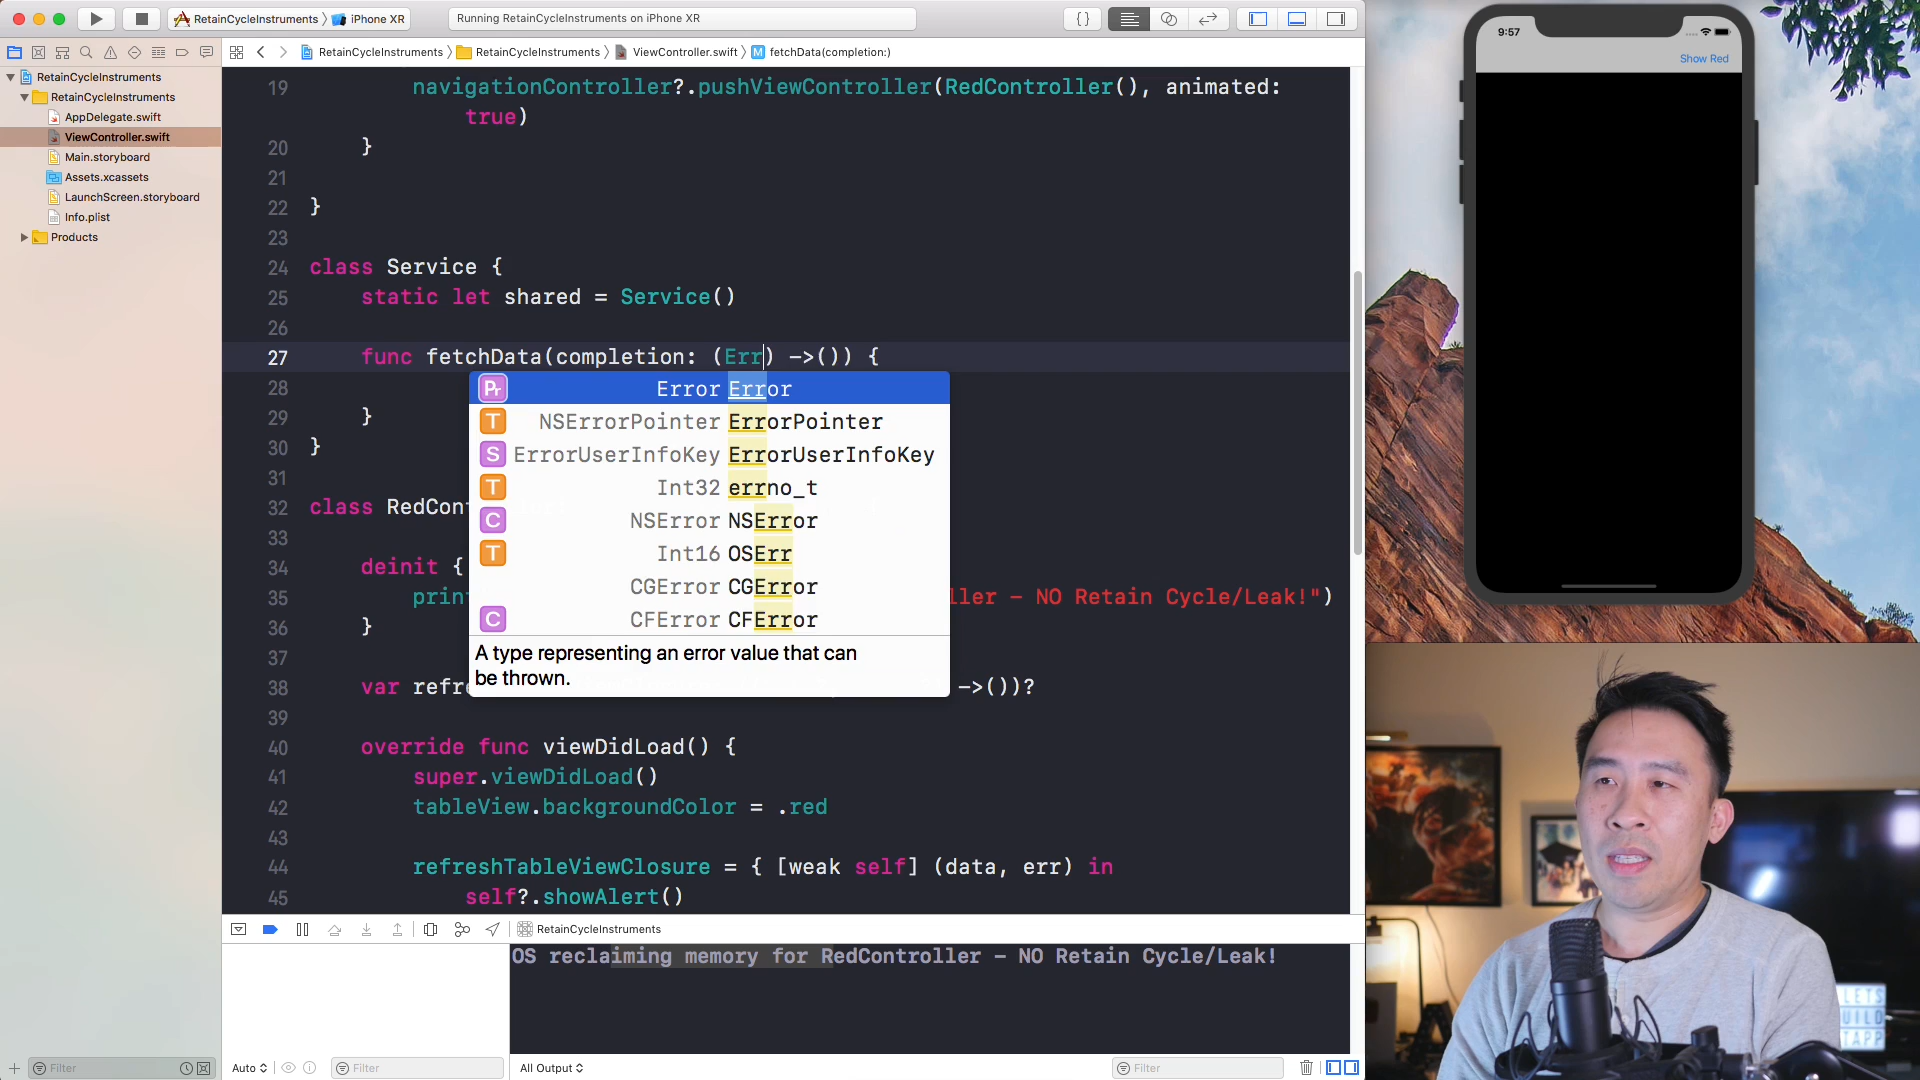 RetainCycleInstruments
iPhone XR
Running RetainCycleInstruments on iPhone XR
RetainCycleInstruments
RetainCycleInstruments
ViewController.swift
M
fetchData(completion:)
RetainCycleInstruments
RetainCycleInstruments
AppDelegate.swift
ViewController.swift
Main.storyboard
Assets.xcassets
LaunchScreen.storyboard
Info.plist
Products
Filter
19 navigationController?.pushViewController(RedController(), animated:
true)
20 }
21
22 }
23
24 class Service {
25 static let shared = Service()
26
27 func fetchData(completion: (Err) ->()) {
28
29 }
30 }
31
32 class RedCont
33
34 deinit {
35 print ller – NO Retain Cycle/Leak!")
36 }
37
38 var refre ->())?
39
40 override func viewDidLoad() {
41 super.viewDidLoad()
42 tableView.backgroundColor = .red
43
44 refreshTableViewClosure = { [weak self] (data, err) in
45 self?.showAlert()
Pr Error Error
T NSErrorPointer ErrorPointer
S ErrorUserInfoKey ErrorUserInfoKey
T Int32 errno_t
C NSError NSError
T Int16 OSErr
CGError CGError
C CFError CFError
A type representing an error value that can
be thrown.
RetainCycleInstruments
OS reclaiming memory for RedController – NO Retain Cycle/Leak!
Auto
Filter
All Output
Filter
9:57
Show Red
LETS
BUILD
TAPP